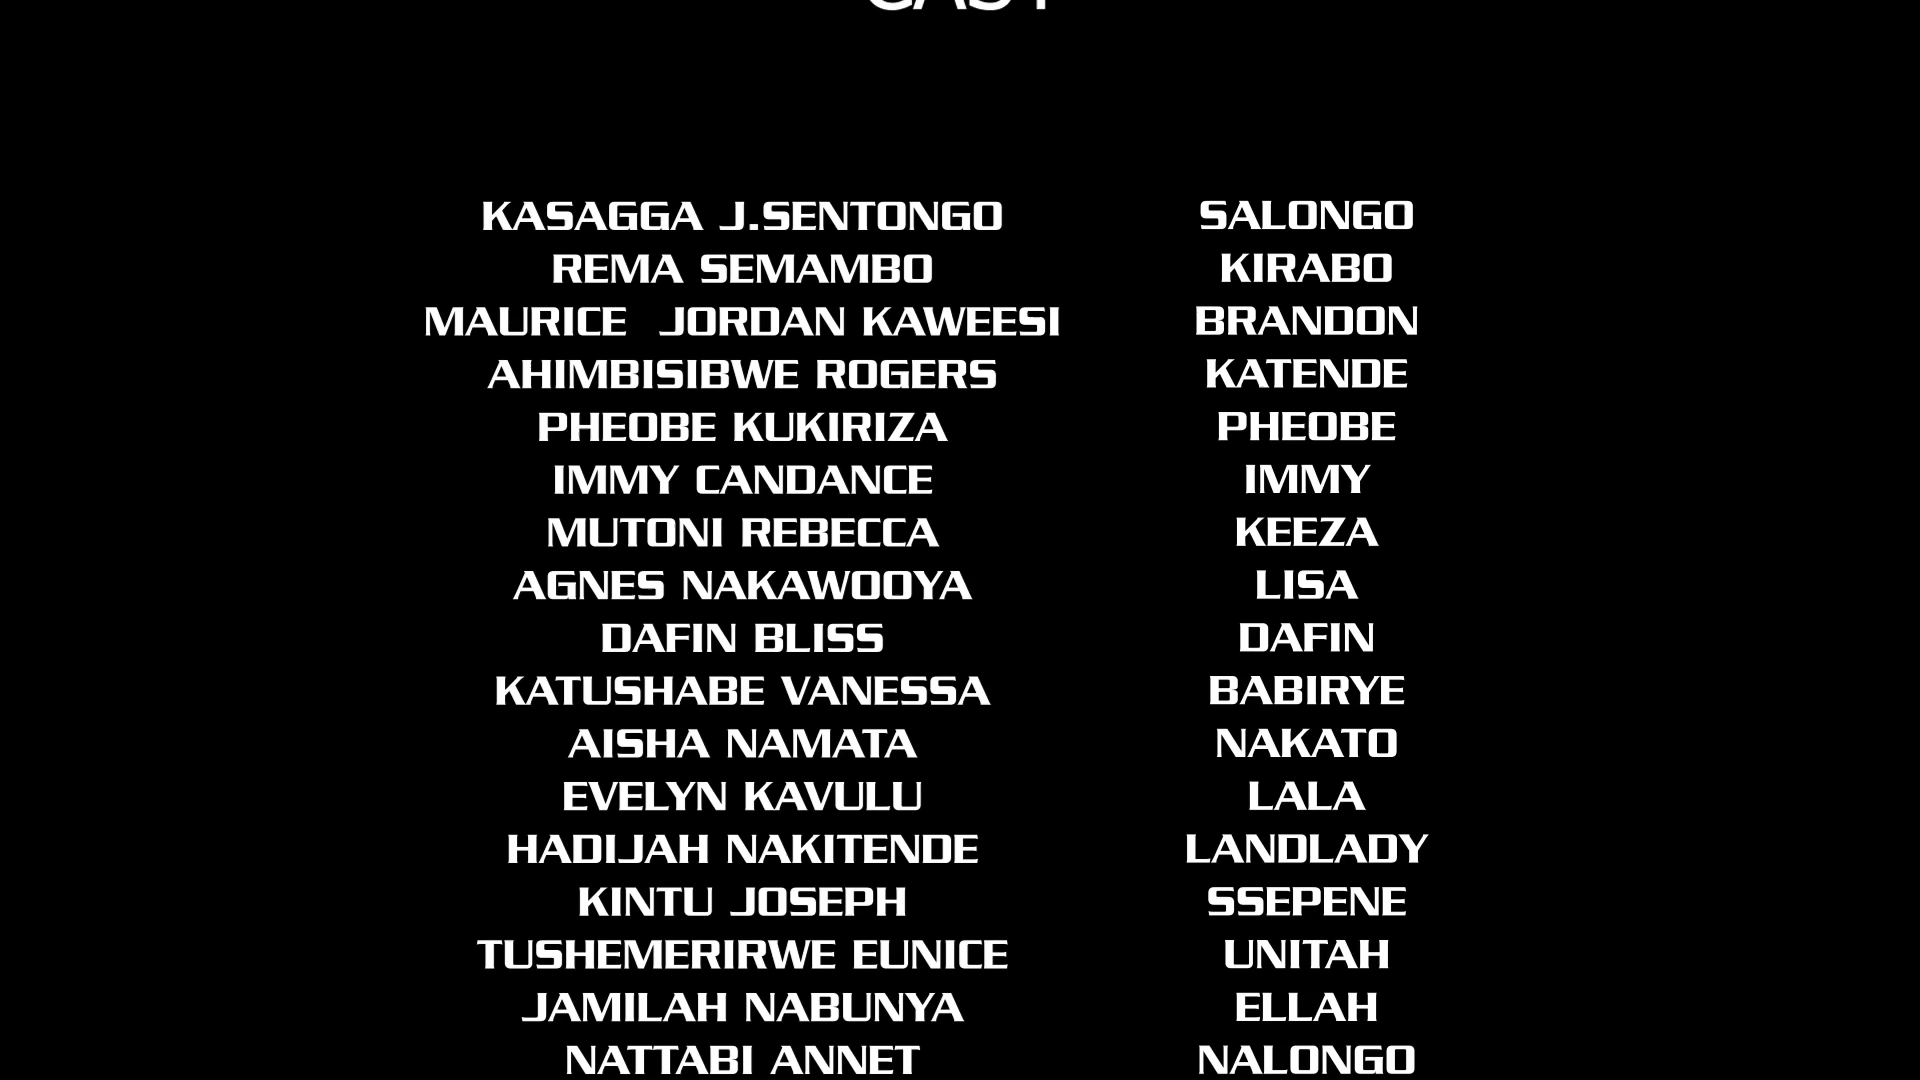 CAST
KASAGGA J.SENTONGO SALONGO
REMA SEMAMBO KIRABO
MAURICE  JORDAN KAWEESI BRANDON
AHIMBISIBWE ROGERS KATENDE
PHEOBE KUKIRIZA PHEOBE
IMMY CANDANCE IMMY
MUTONI REBECCA KEEZA
AGNES NAKAWOOYA LISA
DAFIN BLISS DAFIN
KATUSHABE VANESSA BABIRYE
AISHA NAMATA NAKATO
EVELYN KAVULU LALA
HADIJAH NAKITENDE LANDLADY
KINTU JOSEPH SSEPENE
TUSHEMERIRWE EUNICE UNITAH
JAMILAH NABUNYA ELLAH
NATTABI ANNET NALONGO